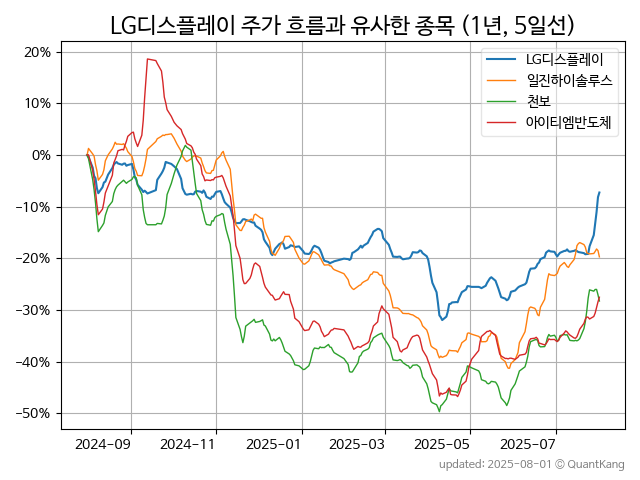 LG디스플레이 주가 흐름과 유사한 종목 (1년, 5일선)
LG디스플레이
일진하이솔루스
천보
아이티엠반도체
20%
10%
0%
−10%
−20%
−30%
−40%
−50%
2024-09
2024-11
2025-01
2025-03
2025-05
2025-07
updated: 2025-08-01 © QuantKang